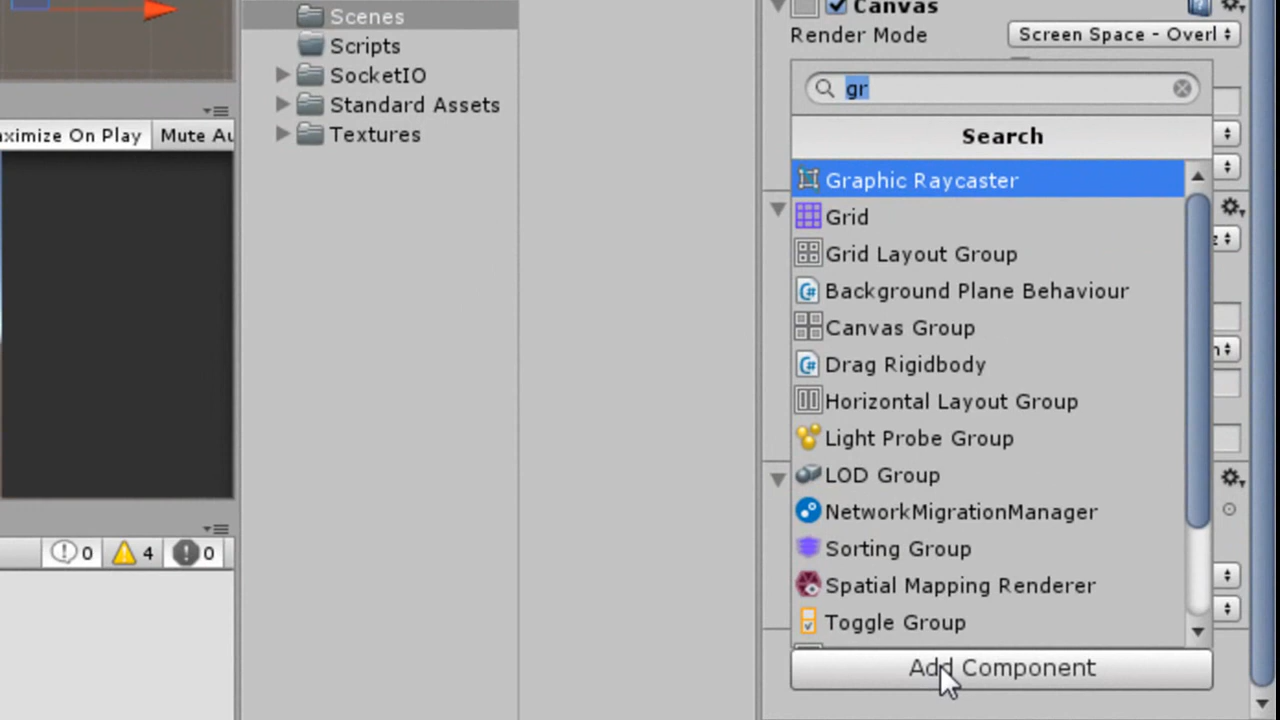 Scenes
Scripts
SocketIO
Standard Assets
Textures
ximize On Play
Mute Au
0
4
0
Canvas
Render Mode
Screen Space - Overl
gr
Search
Graphic Raycaster
Grid
Grid Layout Group
Background Plane Behaviour
Canvas Group
Drag Rigidbody
Horizontal Layout Group
Light Probe Group
LOD Group
NetworkMigrationManager
Sorting Group
Spatial Mapping Renderer
Toggle Group
Add Component